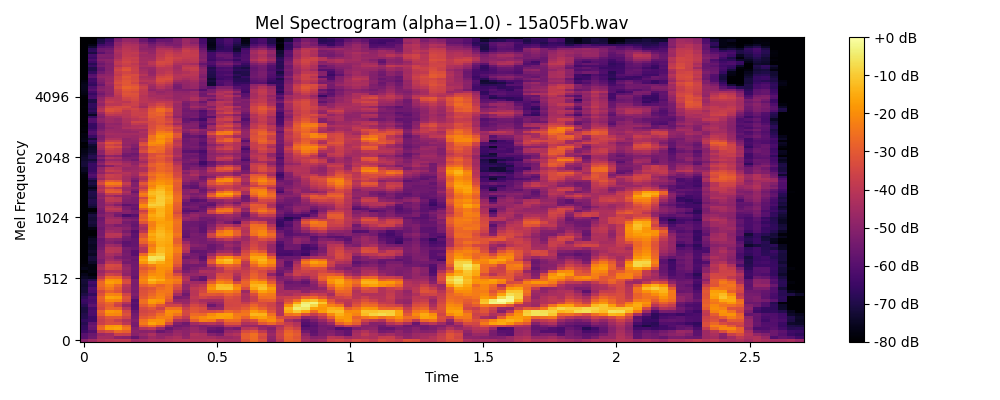 Mel Spectrogram (alpha=1.0) - 15a05Fb.wav
Mel Frequency
4096
2048
1024
512
0
0
0.5
1
1.5
2
2.5
Time
+0 dB
-10 dB
-20 dB
-30 dB
-40 dB
-50 dB
-60 dB
-70 dB
-80 dB